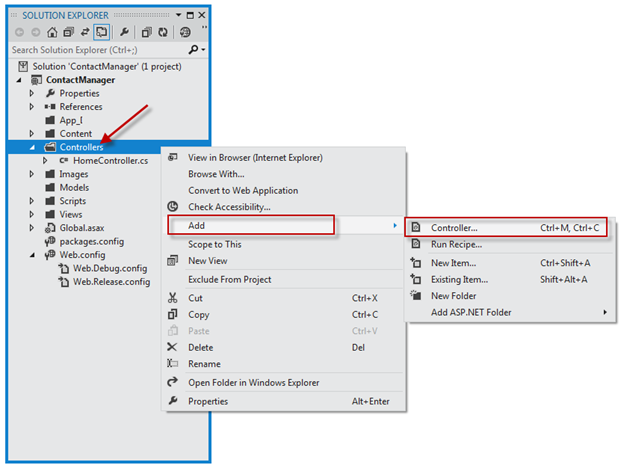 SOLUTION EXPLORER
Search Solution Explorer (Ctrl+;)
Solution 'ContactManager' (1 project)
ContactManager
Properties
References
App_I
Content
Controllers
HomeController.cs
Images
Models
Scripts
Views
Global.asax
packages.config
Web.config
Web.Debug.config
Web.Release.config
View in Browser (Internet Explorer)
Browse With...
Convert to Web Application
Check Accessibility...
Add
Scope to This
New View
Exclude From Project
Cut Ctrl+X
Copy Ctrl+C
Paste Ctrl+V
Delete Del
Rename
Open Folder in Windows Explorer
Properties Alt+Enter
Controller... Ctrl+M, Ctrl+C
Run Recipe...
New Item... Ctrl+Shift+A
Existing Item... Shift+Alt+A
New Folder
Add ASP.NET Folder